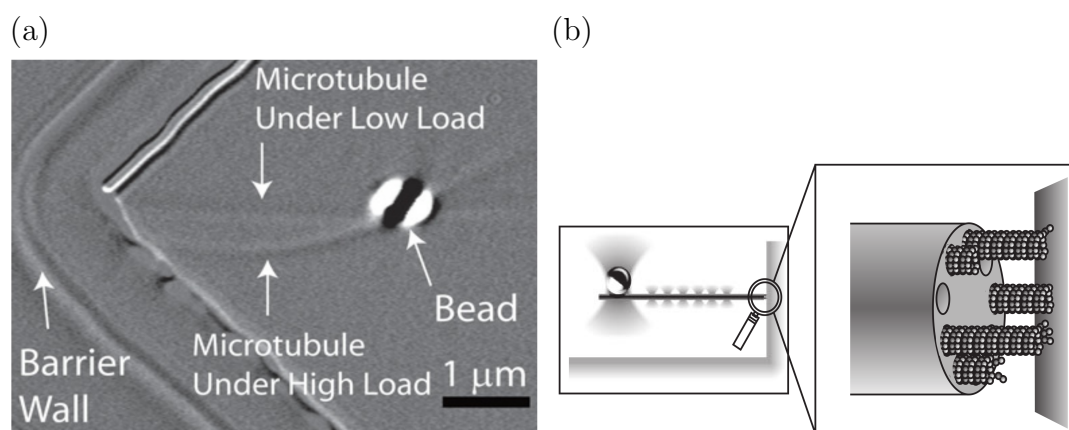 (a)
(b)
Microtubule
Under Low Load
Bead
Microtubule
Under High Load
Barrier
Wall
1 μm